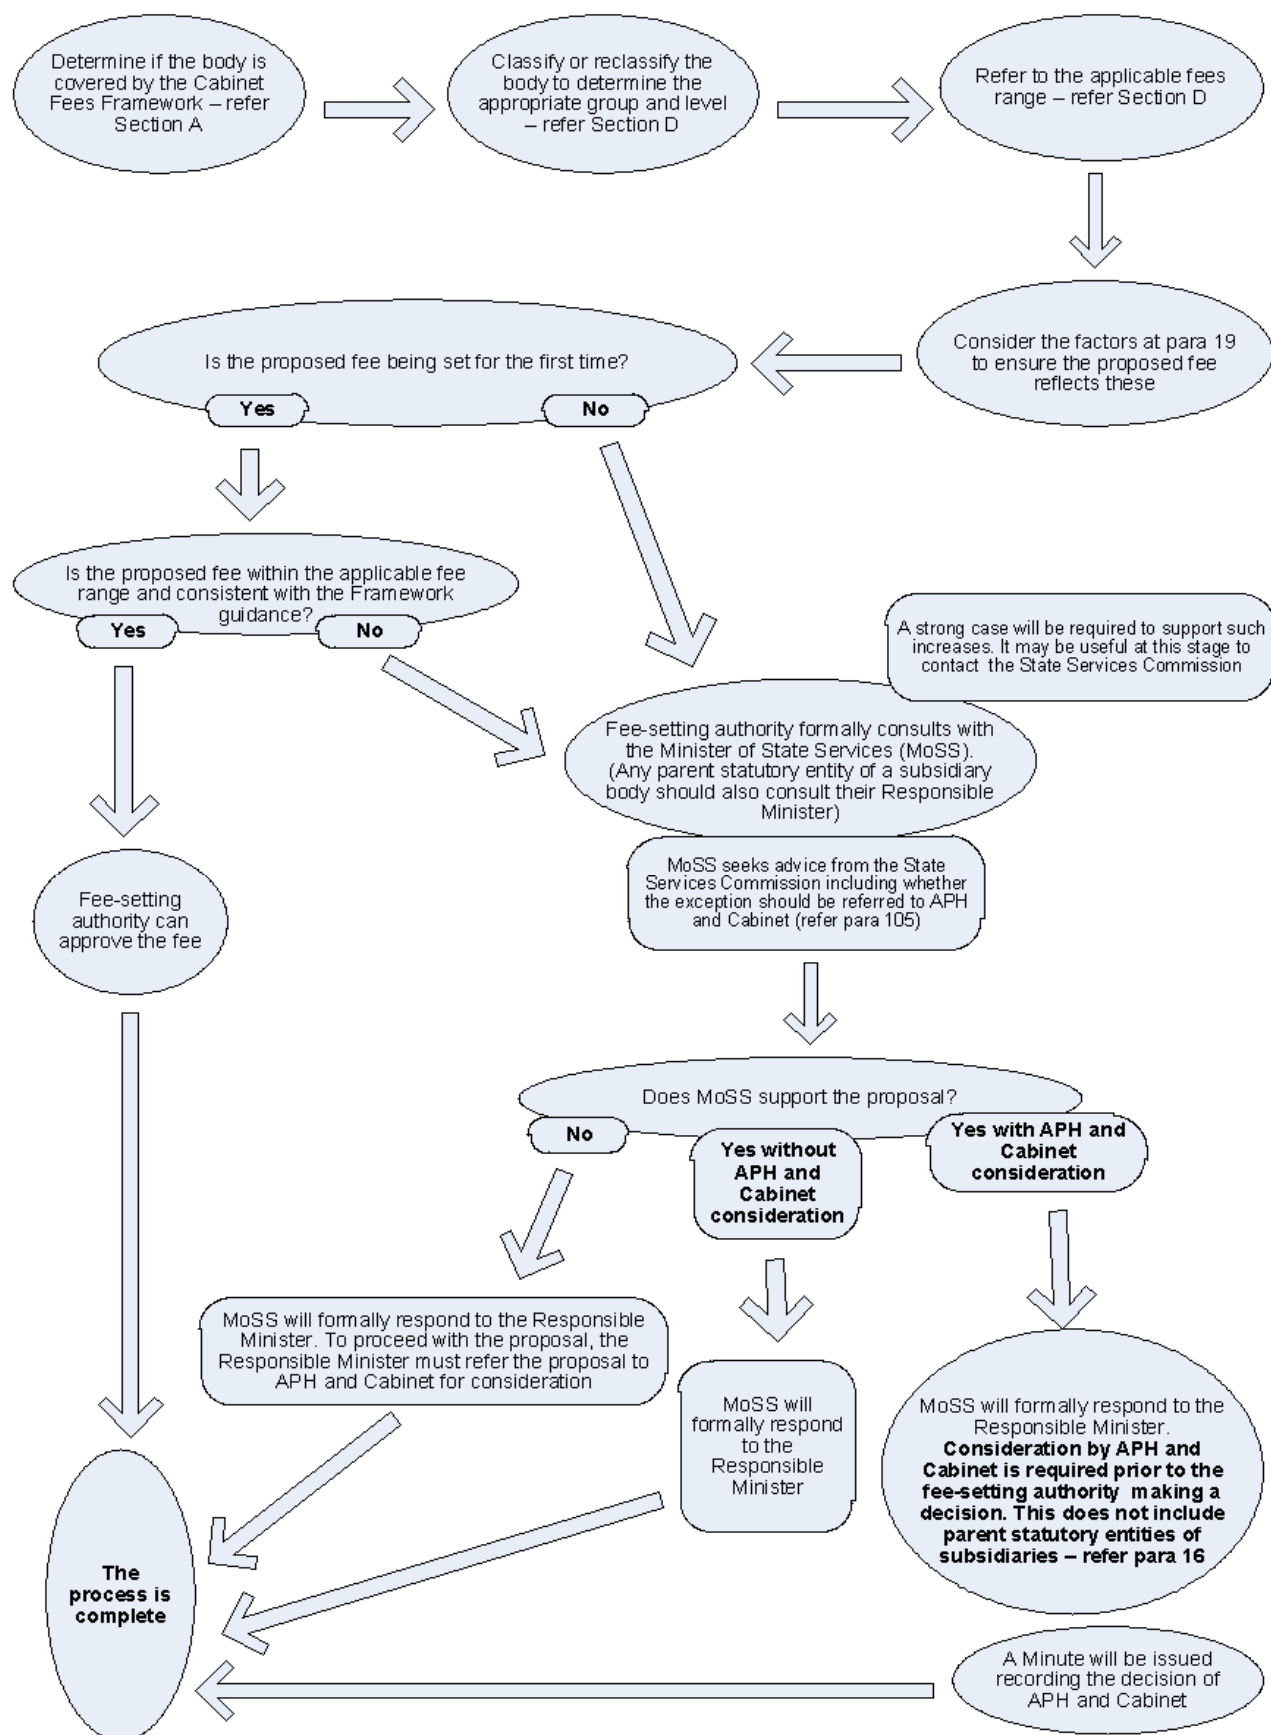 Determine if the body is
covered by the Cabinet
Fees Framework – refer
Section A
Classify or reclassify the
body to determine the
appropriate group and level
– refer Section D
Refer to the applicable fees
range – refer Section D
Consider the factors at para 19
to ensure the proposed fee
reflects these
Is the proposed fee being set for the first time?
Yes
No
Is the proposed fee within the applicable fee
range and consistent with the Framework
guidance?
Yes
No
A strong case will be required to support such
increases. It may be useful at this stage to
contact the State Services Commission
Fee-setting authority formally consults with
the Minister of State Services (MoSS).
(Any parent statutory entity of a subsidiary
body should also consult their Responsible
Minister)
MoSS seeks advice from the State
Services Commission including whether
the exception should be referred to APH
and Cabinet (refer para 105)
Fee-setting
authority can
approve the fee
Does MoSS support the proposal?
No
Yes without
APH and
Cabinet
consideration
Yes with APH and
Cabinet
consideration
MoSS will formally respond to the Responsible
Minister. To proceed with the proposal, the
Responsible Minister must refer the proposal to
APH and Cabinet for consideration
MoSS will
formally respond
to the
Responsible
Minister
MoSS will formally respond to the
Responsible Minister.
Consideration by APH and
Cabinet is required prior to the
fee-setting authority making a
decision. This does not include
parent statutory entities of
subsidiaries – refer para 16
The
process is
complete
A Minute will be issued
recording the decision of
APH and Cabinet